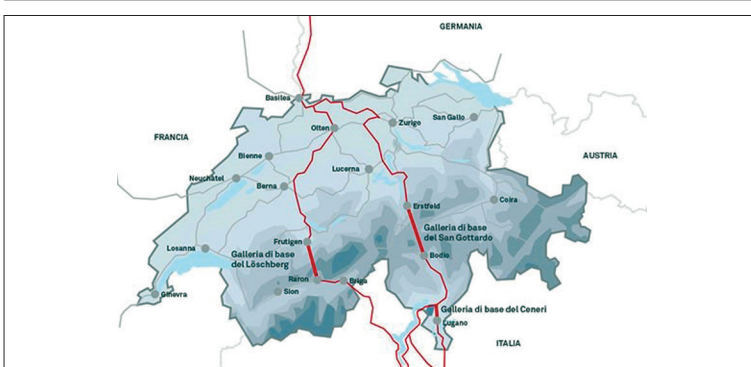 GERMANIA
Basilea
Olten
Zurigo
San Gallo
FRANCIA
Bienne
AUSTRIA
Neuchâtel
Berna
Lucerna
Coira
Erstfeld
Galleria di base
del San Gottardo
Frutigen
Losanna
Galleria di base
del Löschberg
Bodio
Raron
Briga
Sion
Ginevra
Galleria di base del Ceneri
Lugano
ITALIA